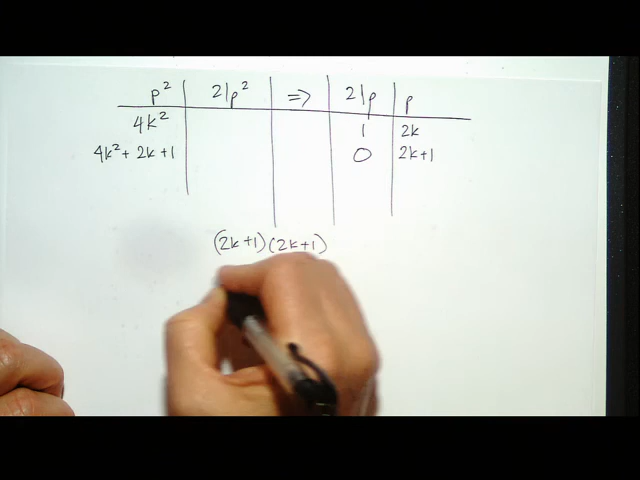 p² 2|p² => 2|p p
4k² 1 2k
4k² + 2k + 1 0 2k+1
(2k+1)(2k+1)